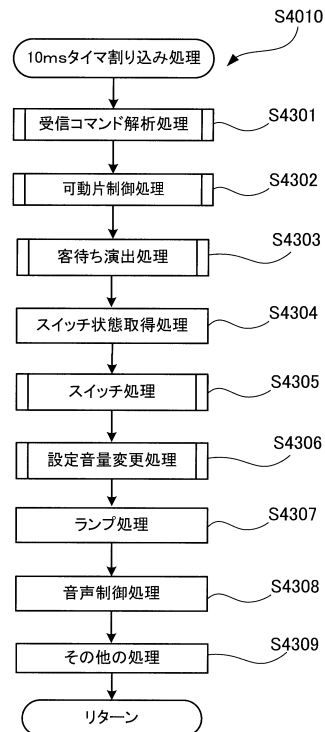 S4010
10msタイマ割り込み処理
受信コマンド解析処理
S4301
可動片制御処理
S4302
客待ち演出処理
S4303
スイッチ状態取得処理
S4304
スイッチ処理
S4305
設定音量変更処理
S4306
ランプ処理
S4307
音声制御処理
S4308
その他の処理
S4309
リターン